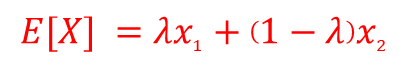 E[X] = λx₁ + (1 − λ)x₂